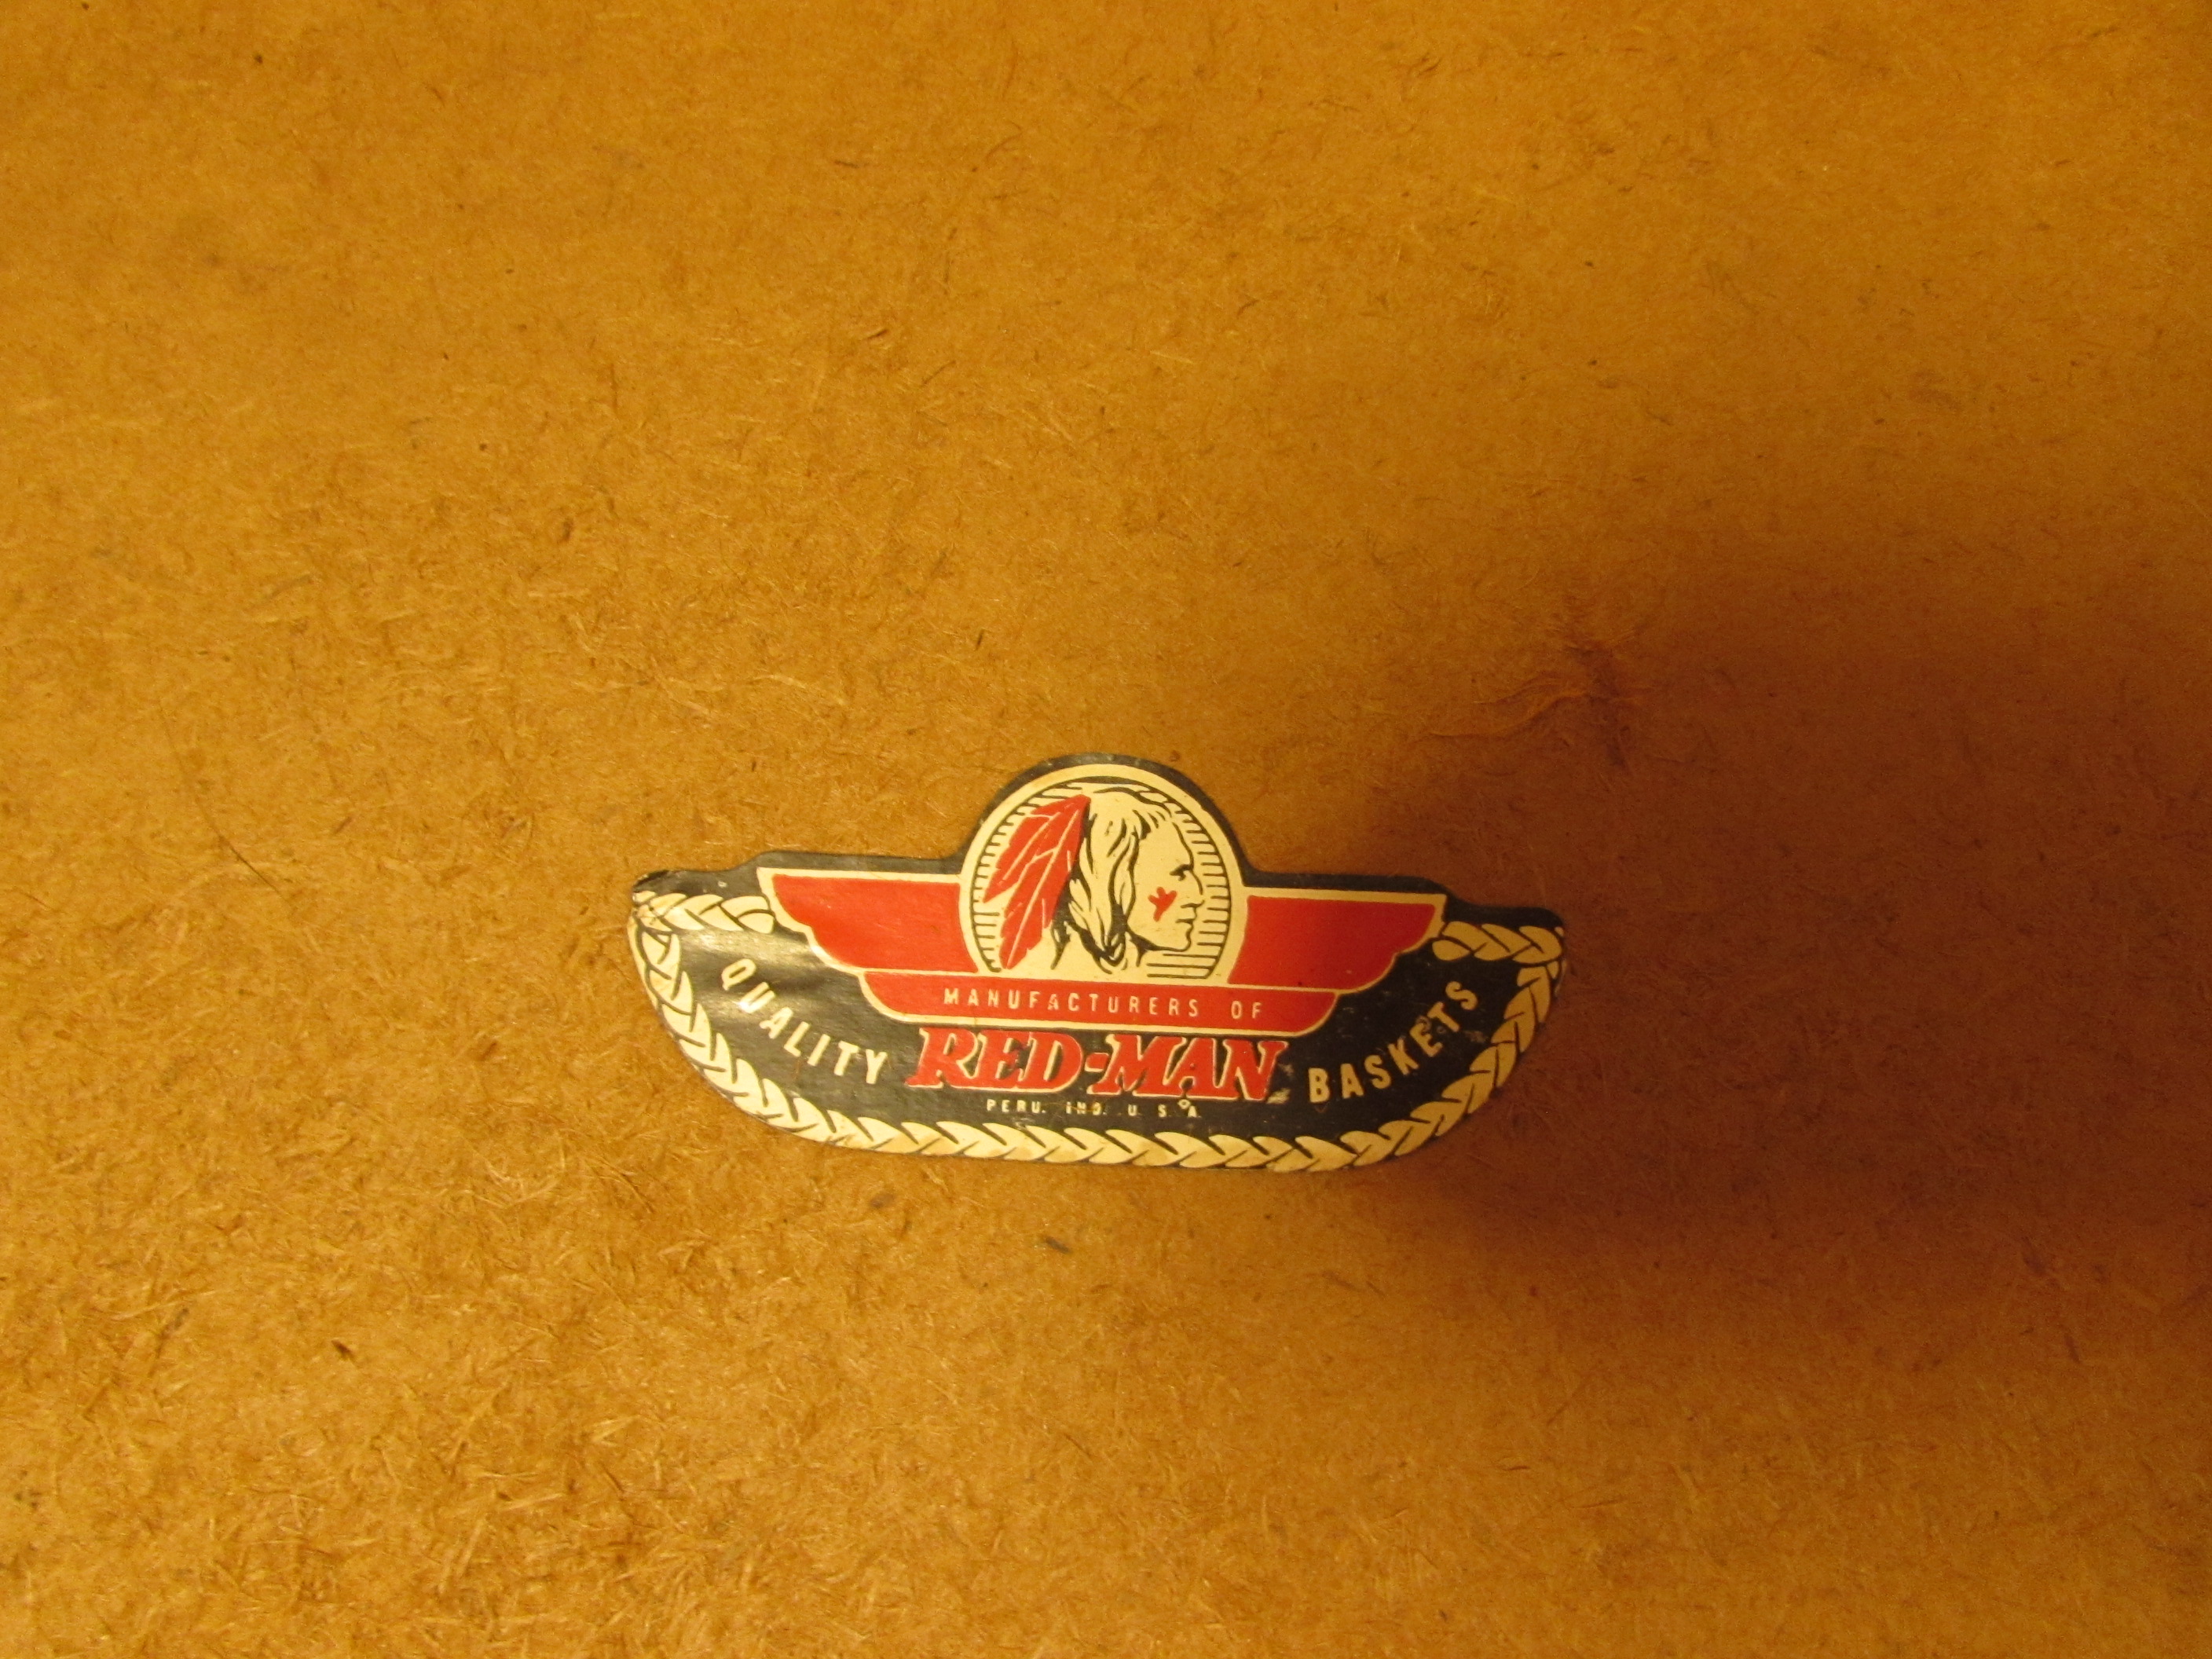 MANUFACTURERS OF
QUALITY RED-MAN BASKETS
PERU. IND. U.S.A.